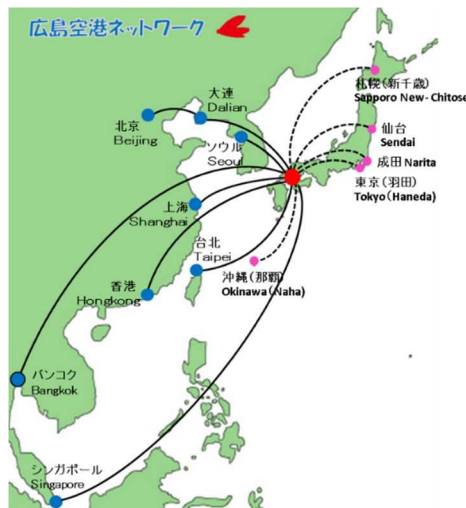 広島空港ネットワーク
大連
Dalian
北京
Beijing
ソウル
Seoul
札幌(新千歳)
Sapporo New-Chitose
仙台
Sendai
成田 Narita
東京(羽田)
Tokyo(Haneda)
上海
Shanghai
台北
Taipei
沖縄(那覇)
Okinawa(Naha)
香港
Hongkong
バンコク
Bangkok
シンガポール
Singapore